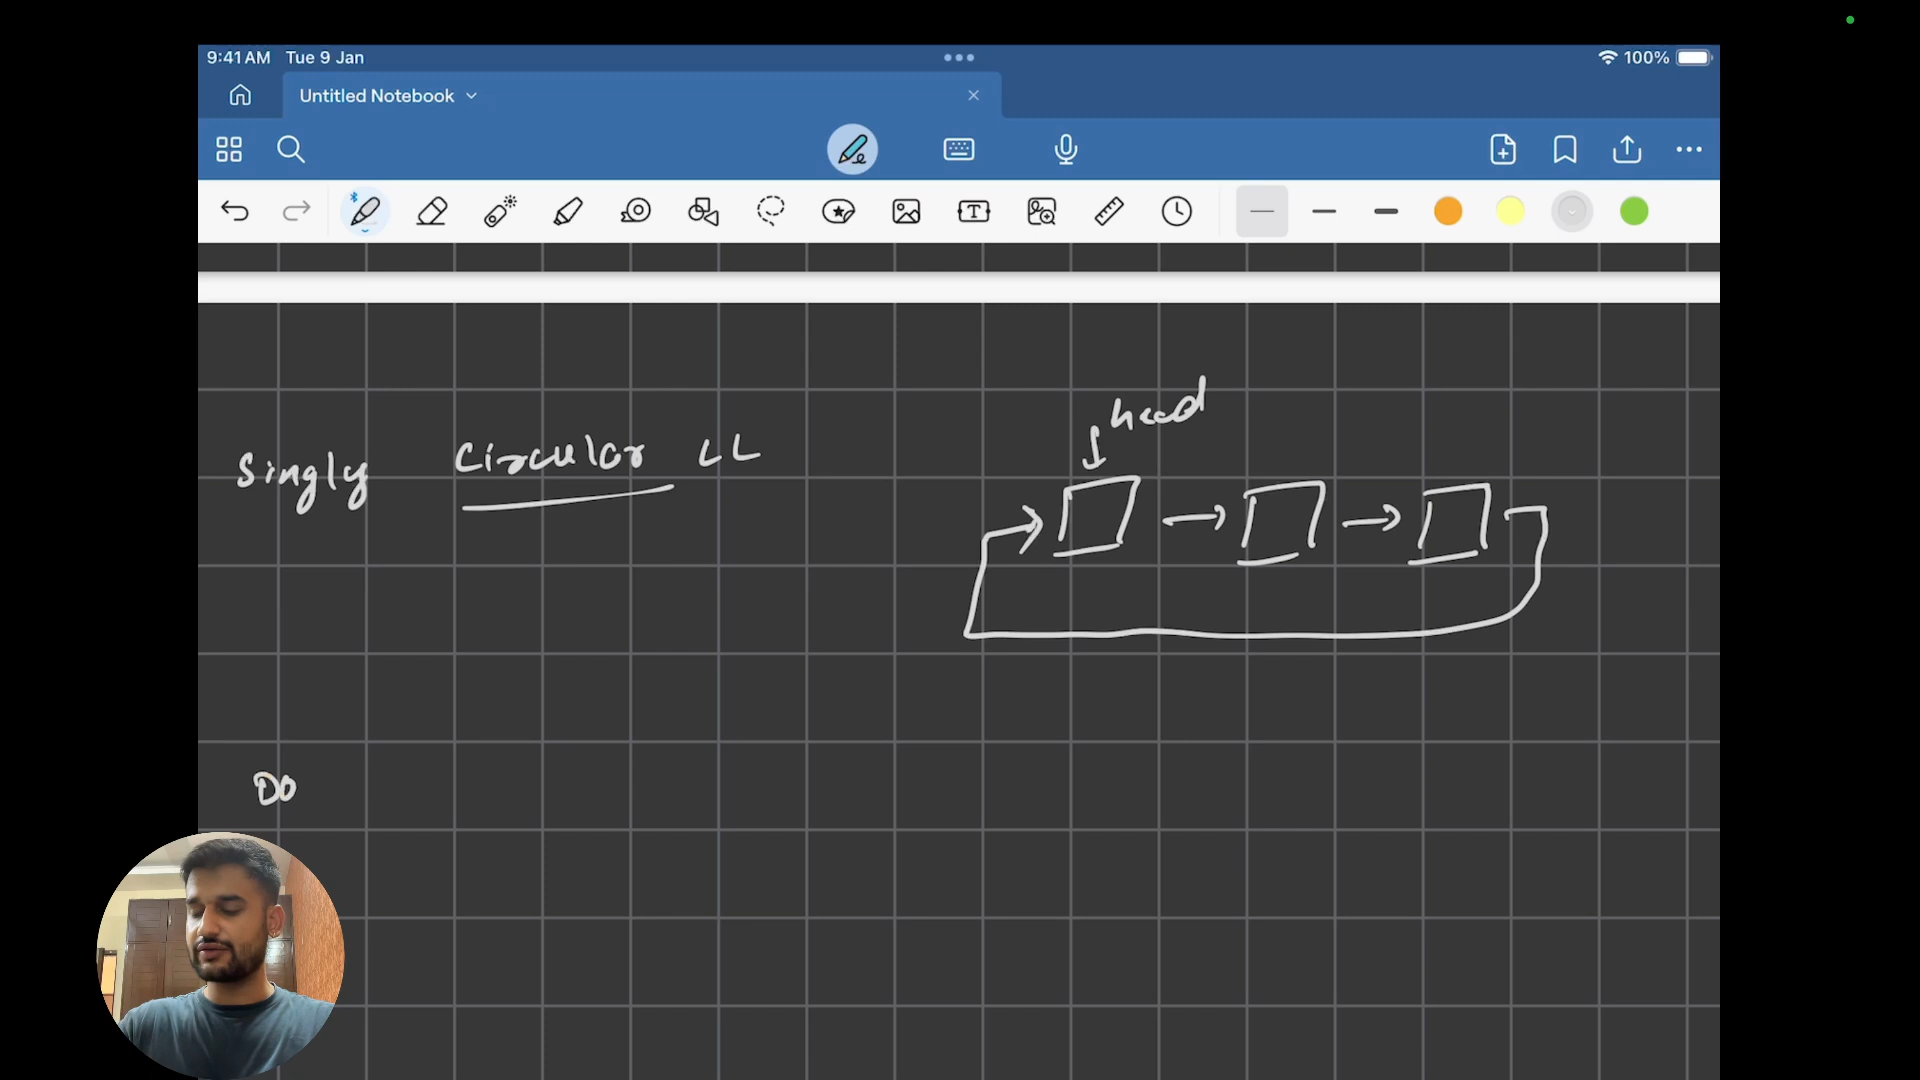 9:41 AM Tue 9 Jan 100%
Untitled Notebook
head
Singly Circular LL
Do